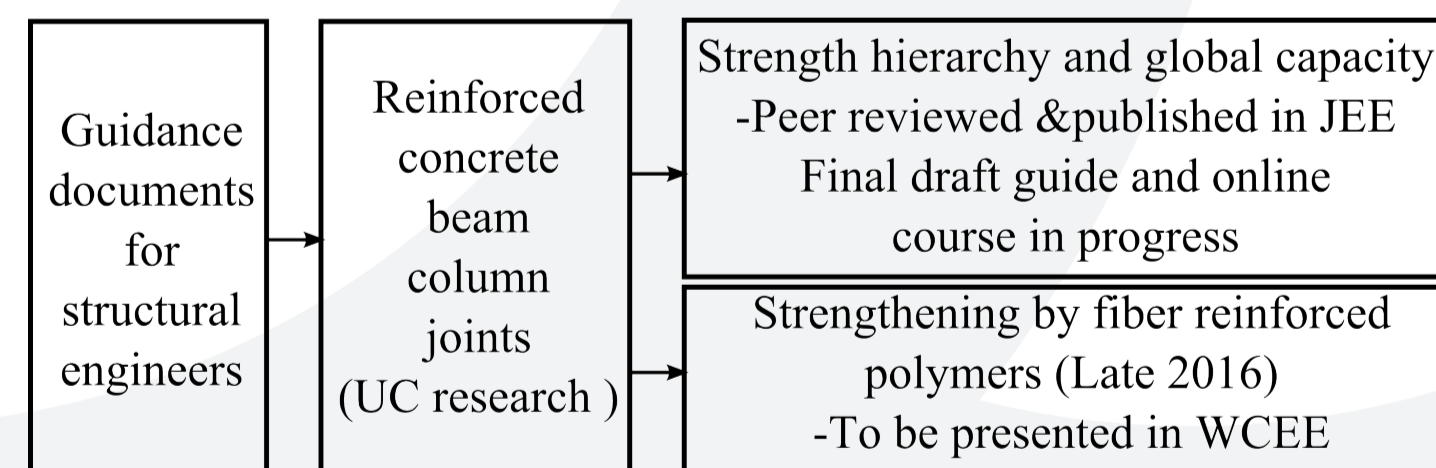 Guidance
documents
for
structural
engineers
Reinforced
concrete
beam
column
joints
(UC research )
Strength hierarchy and global capacity
-Peer reviewed &published in JEE
Final draft guide and online
course in progress
Strengthening by fiber reinforced
polymers (Late 2016)
-To be presented in WCEE